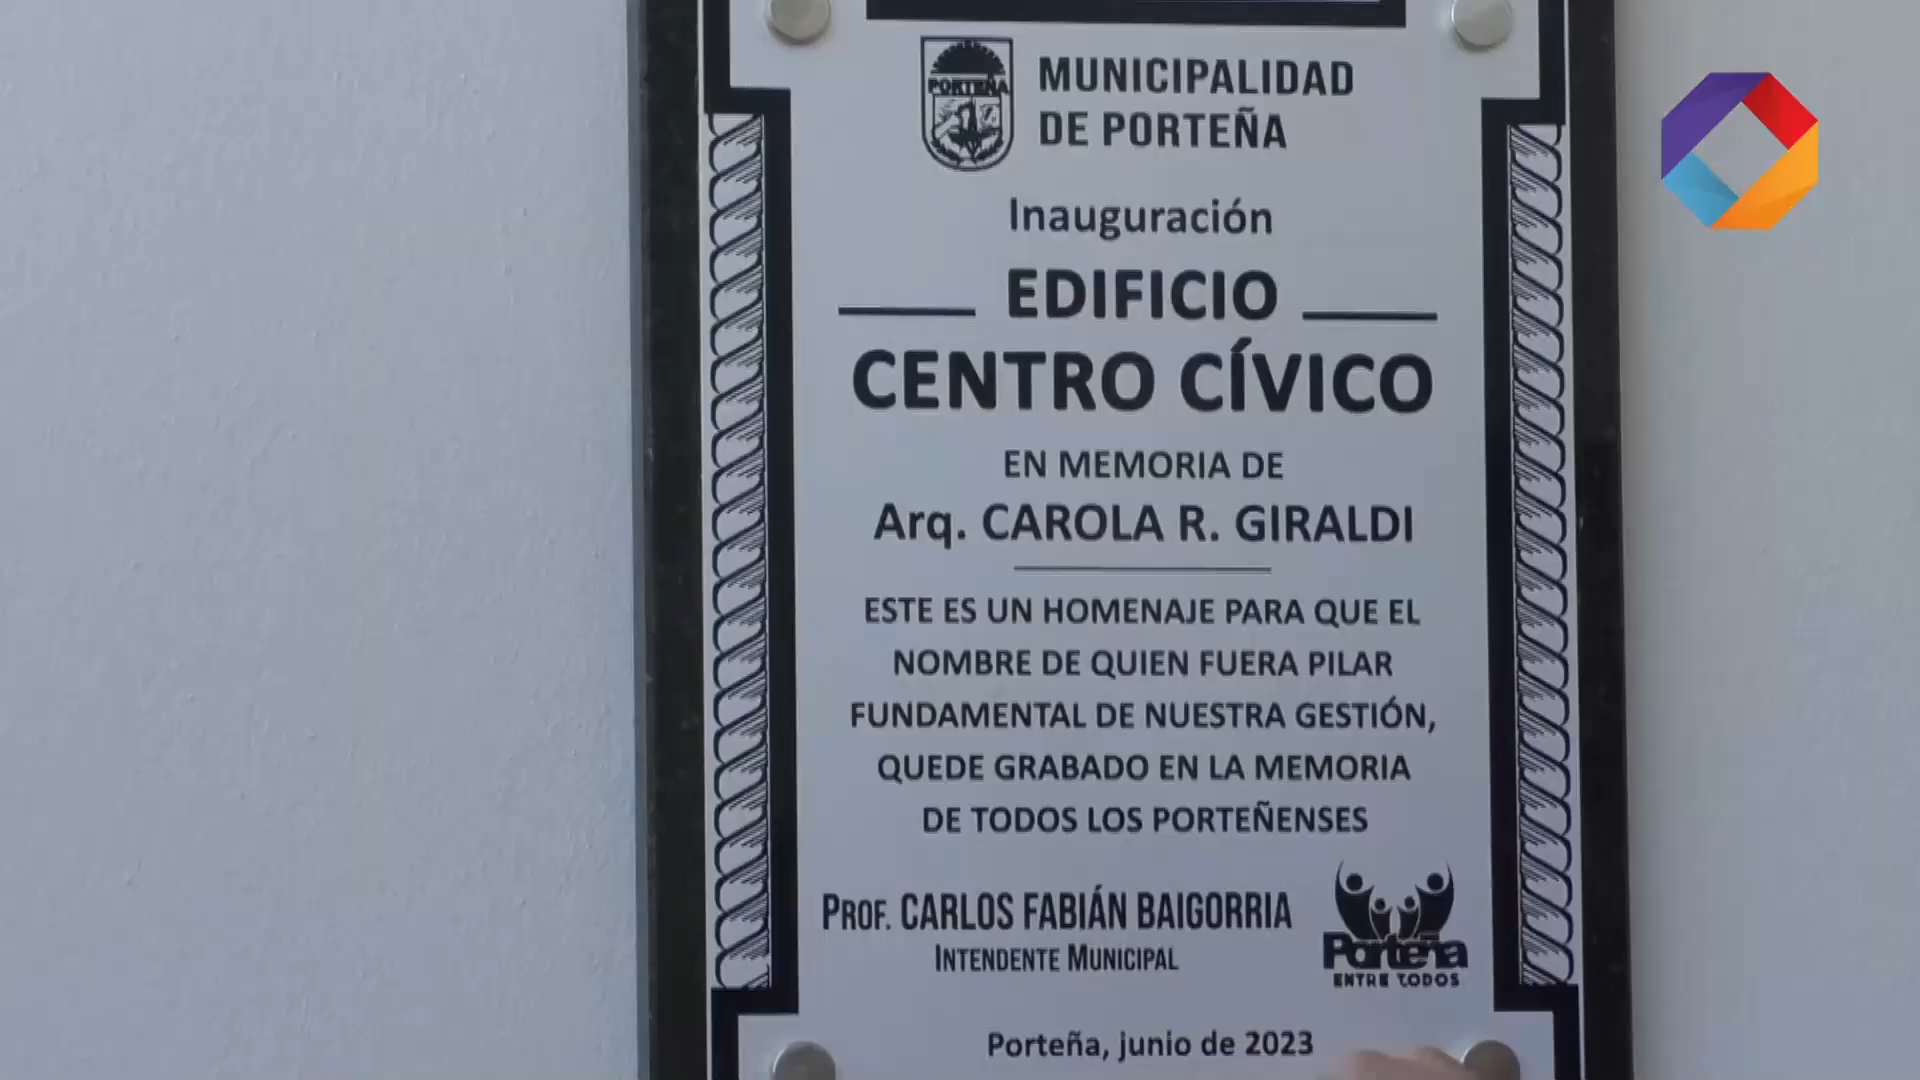 PORTEÑA
MUNICIPALIDAD
DE PORTEÑA
Inauguración
EDIFICIO
CENTRO CÍVICO
EN MEMORIA DE
Arq. CAROLA R. GIRALDI
ESTE ES UN HOMENAJE PARA QUE EL
NOMBRE DE QUIEN FUERA PILAR
FUNDAMENTAL DE NUESTRA GESTIÓN,
QUEDE GRABADO EN LA MEMORIA
DE TODOS LOS PORTEÑENSES
PROF. CARLOS FABIÁN BAIGORRIA
INTENDENTE MUNICIPAL
Porteña
ENTRE TODOS
Porteña, junio de 2023